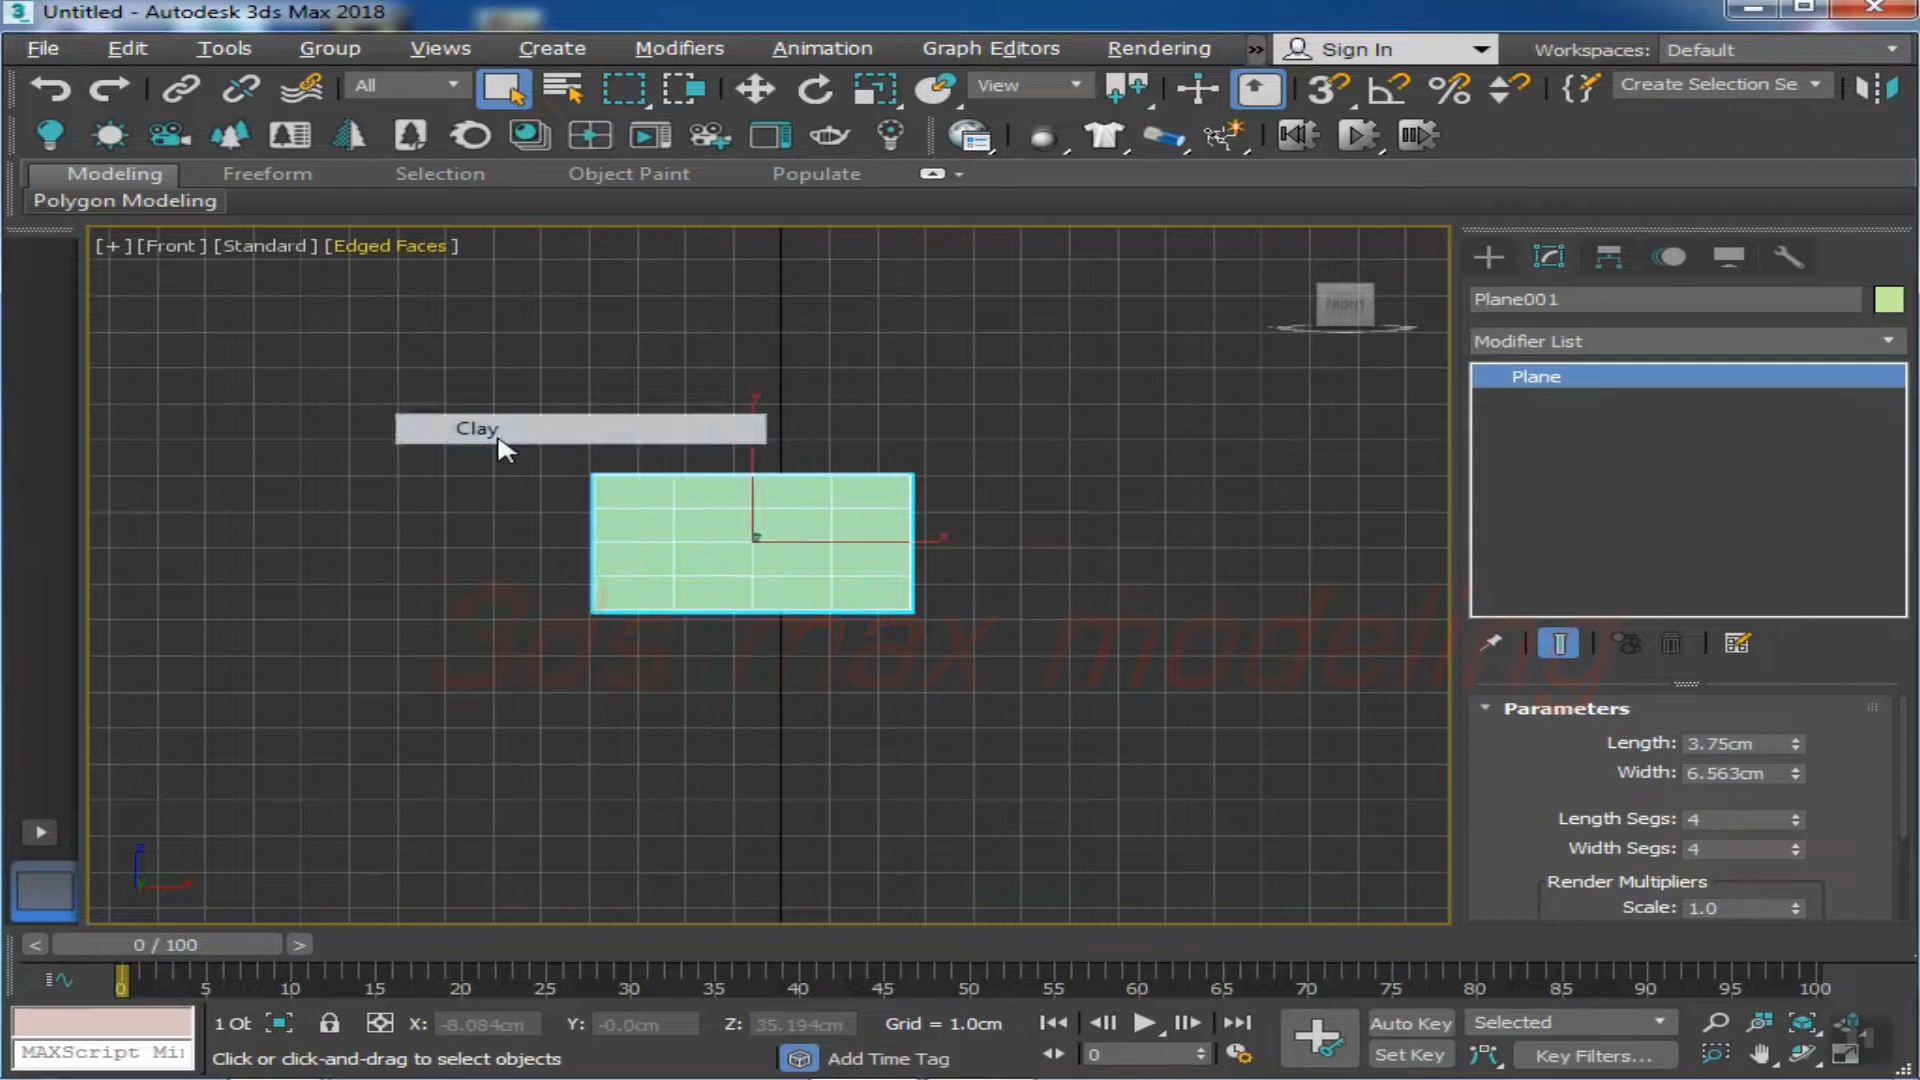 Untitled - Autodesk 3ds Max 2018
File Edit Tools Group Views Create Modifiers Animation Graph Editors Rendering >> Sign In Workspaces: Default
All View Create Selection Se
Modeling Freeform Selection Object Paint Populate
Polygon Modeling
[+] [Front ] [Standard ] [Edged Faces ]
FRONT
Plane001
Modifier List
Plane
Clay
y
x
z
3ds max modeling
Parameters
Length: 3.75cm
Width: 6.563cm
Length Segs: 4
Width Segs: 4
Render Multipliers
Scale: 1.0
z
y x
< 0 / 100 >
0 5 10 15 20 25 30 35 40 45 50 55 60 65 70 75 80 85 90 95 100
1 Ot X: -8.084cm Y: -0.0cm Z: 35.194cm Grid = 1.0cm Auto Key Selected
MAXScript Mi
Click or click-and-drag to select objects Add Time Tag 0 Set Key Key Filters...